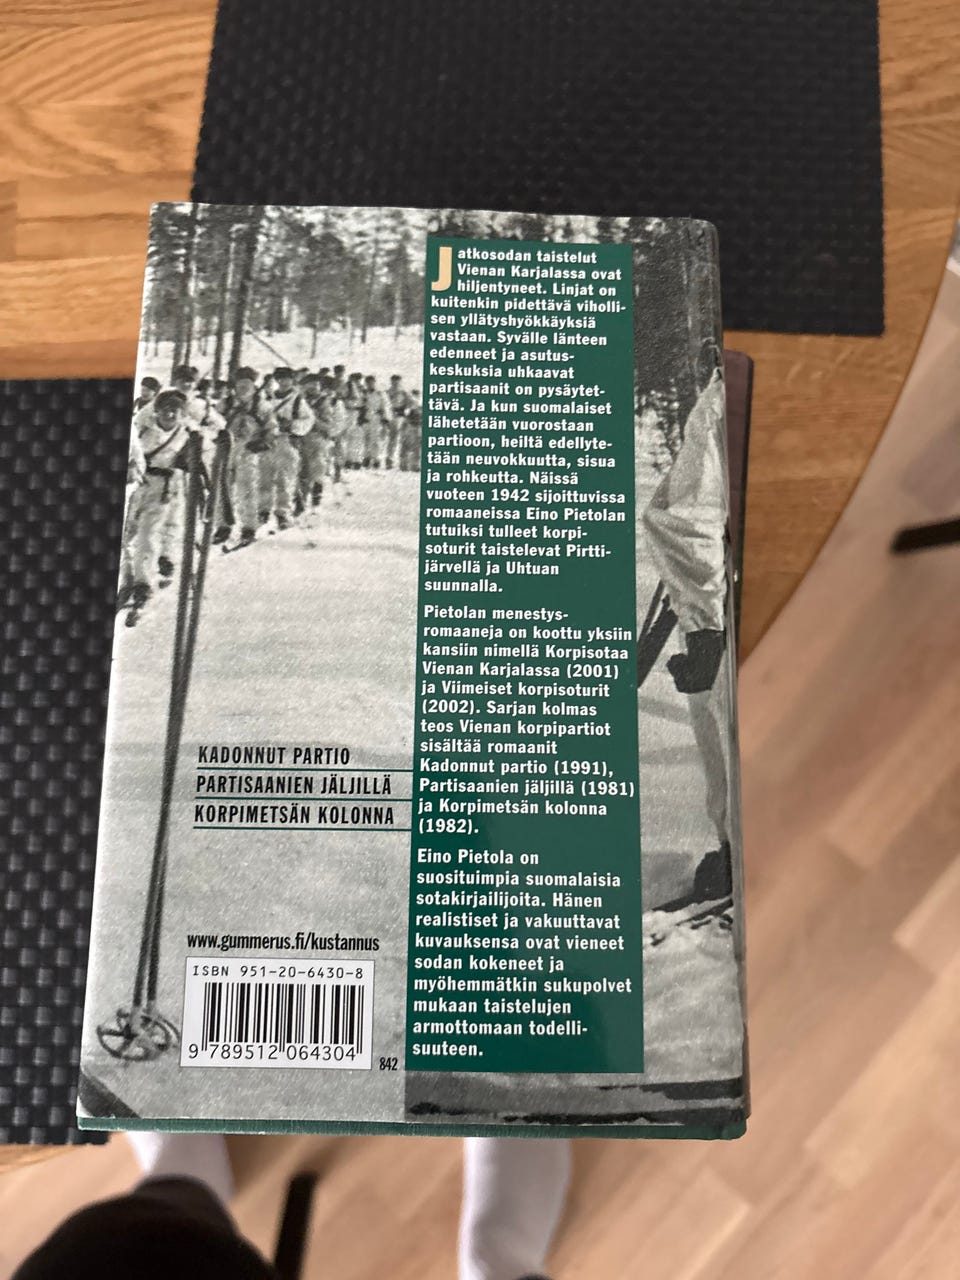 Jatkosodan taistelut
Vienan Karjalassa ovat
hiljentyneet. Linjat on
kuitenkin pidettävä viholli-
sen yllätyshyökkäyksiä
vastaan. Syvälle länteen
edenneet ja asutus-
keskuksia uhkaavat
partisaanit on pysäytet-
tävä. Ja kun suomalaiset
lähetetään vuorostaan
partioon, heiltä edellyte-
tään neuvokkuutta, sisua
ja rohkeutta. Näissä
vuoteen 1942 sijoittuvissa
romaaneissa Eino Pietolan
tutuiksi tulleet korpi-
soturit taistelevat Pirtti-
järvellä ja Uhtuan
suunnalla.
Pietolan menestys-
romaaneja on koottu yksiin
kansiin nimellä Korpisotaa
Vienan Karjalassa (2001)
ja Viimeiset korpisoturit
(2002). Sarjan kolmas
teos Vienan korpipartiot
sisältää romaanit
Kadonnut partio (1991),
Partisaanien jäljillä (1981)
ja Korpimetsän kolonna
(1982).
Eino Pietola on
suosituimpia suomalaisia
sotakirjailijoita. Hänen
realistiset ja vakuuttavat
kuvauksensa ovat vieneet
sodan kokeneet ja
myöhemmätkin sukupolvet
mukaan taistelujen
armottomaan todelli-
suuteen.
KADONNUT PARTIO
PARTISAANIEN JÄLJILLÄ
KORPIMETSÄN KOLONNA
www.gummerus.fi/kustannus
ISBN 951-20-6430-8
9 789512 064304
842